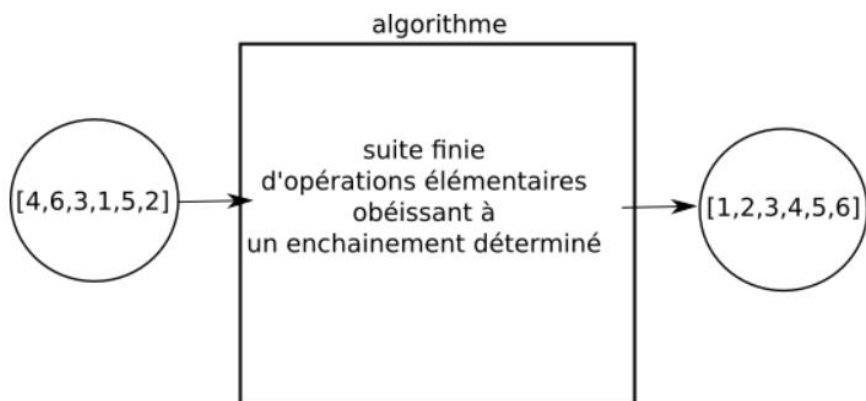 algorithme
[4,6,3,1,5,2]
suite finie
d'opérations élémentaires
obéissant à
un enchainement déterminé
[1,2,3,4,5,6]